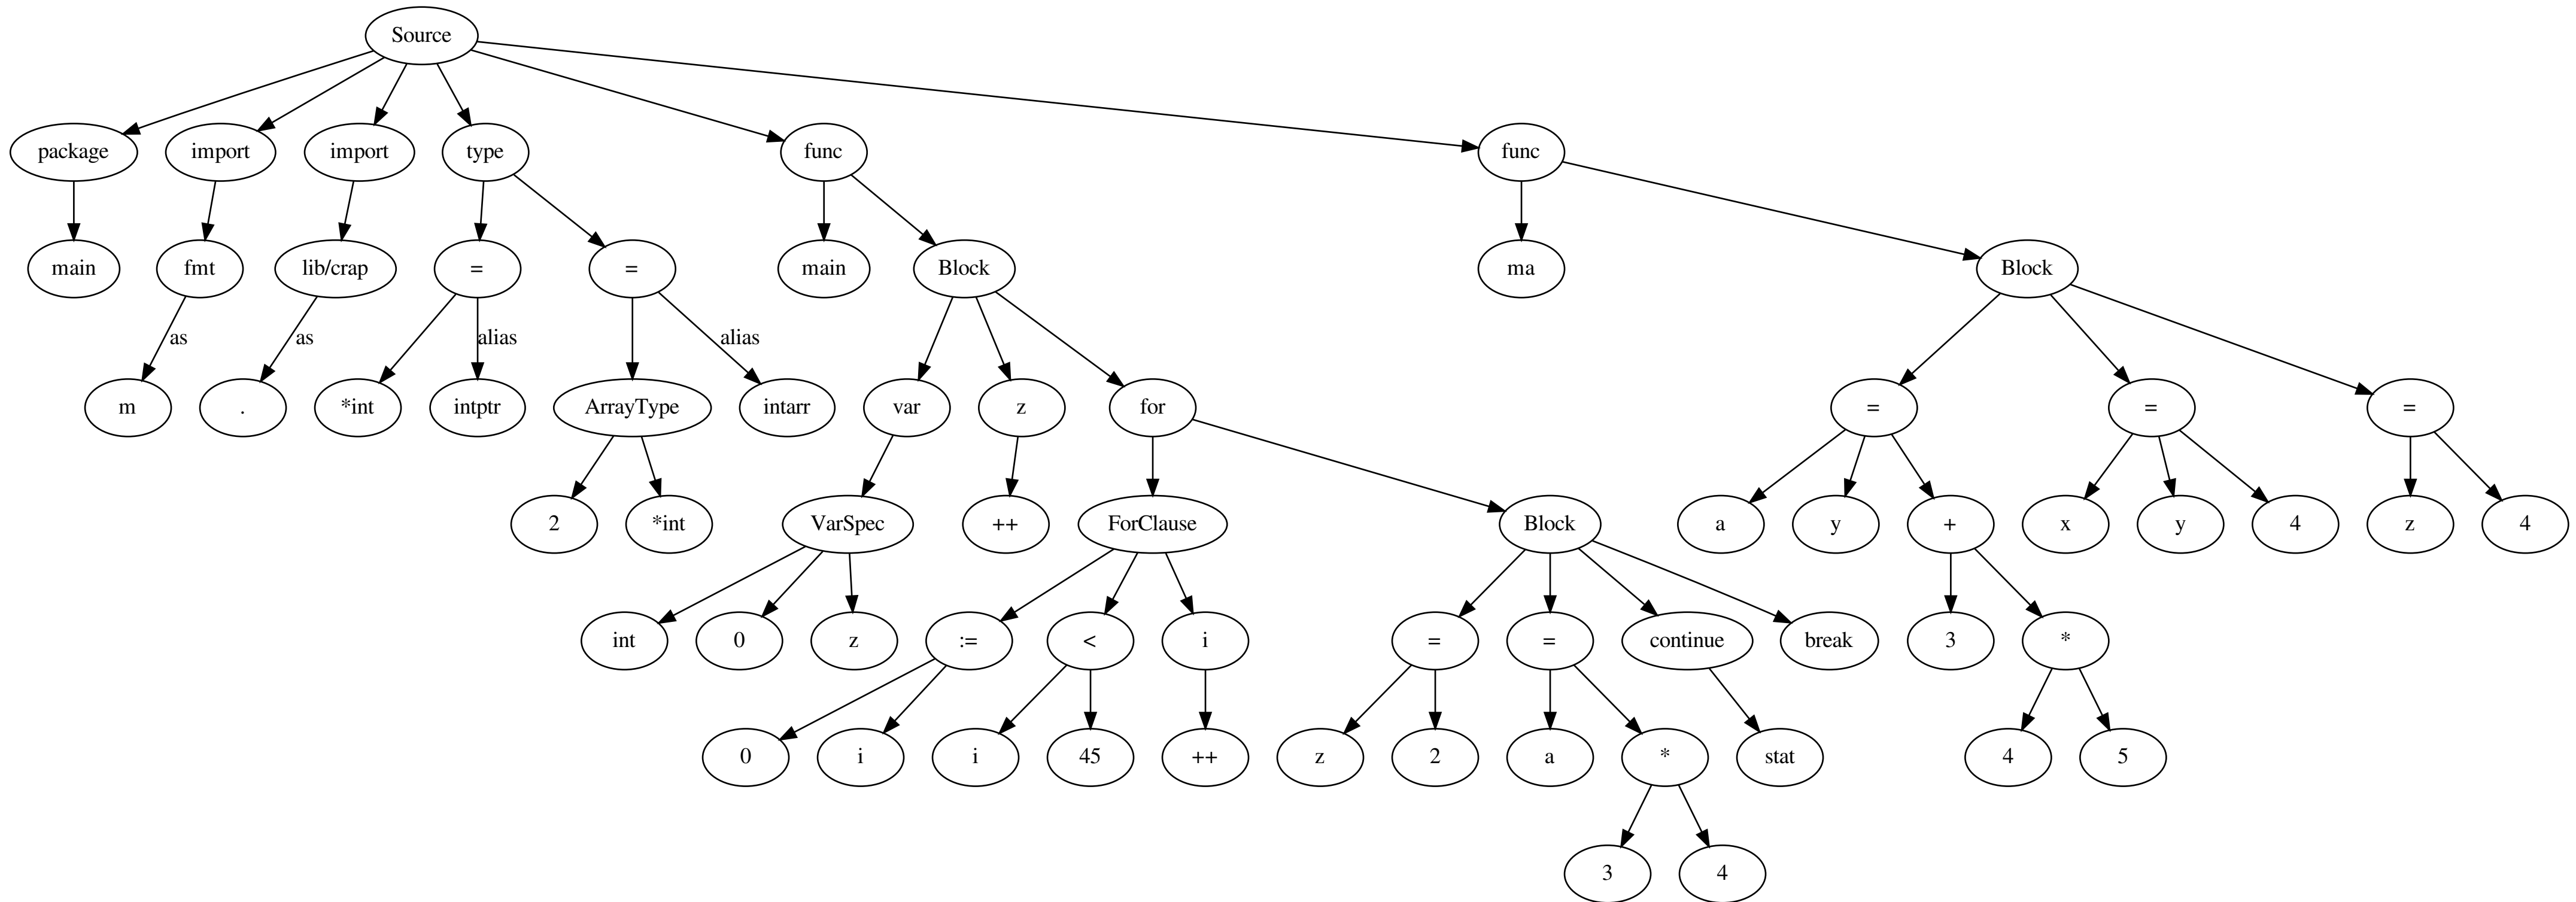 Source
package import import type func func
main fmt lib/crap = = main Block ma Block
as as alias alias
m . *int intptr ArrayType intarr var z for = = =
2 *int VarSpec ++ ForClause Block a y + x y 4 z 4
int 0 z := < i = = continue break 3 *
0 i i 45 ++ z 2 a * stat 4 5
3 4